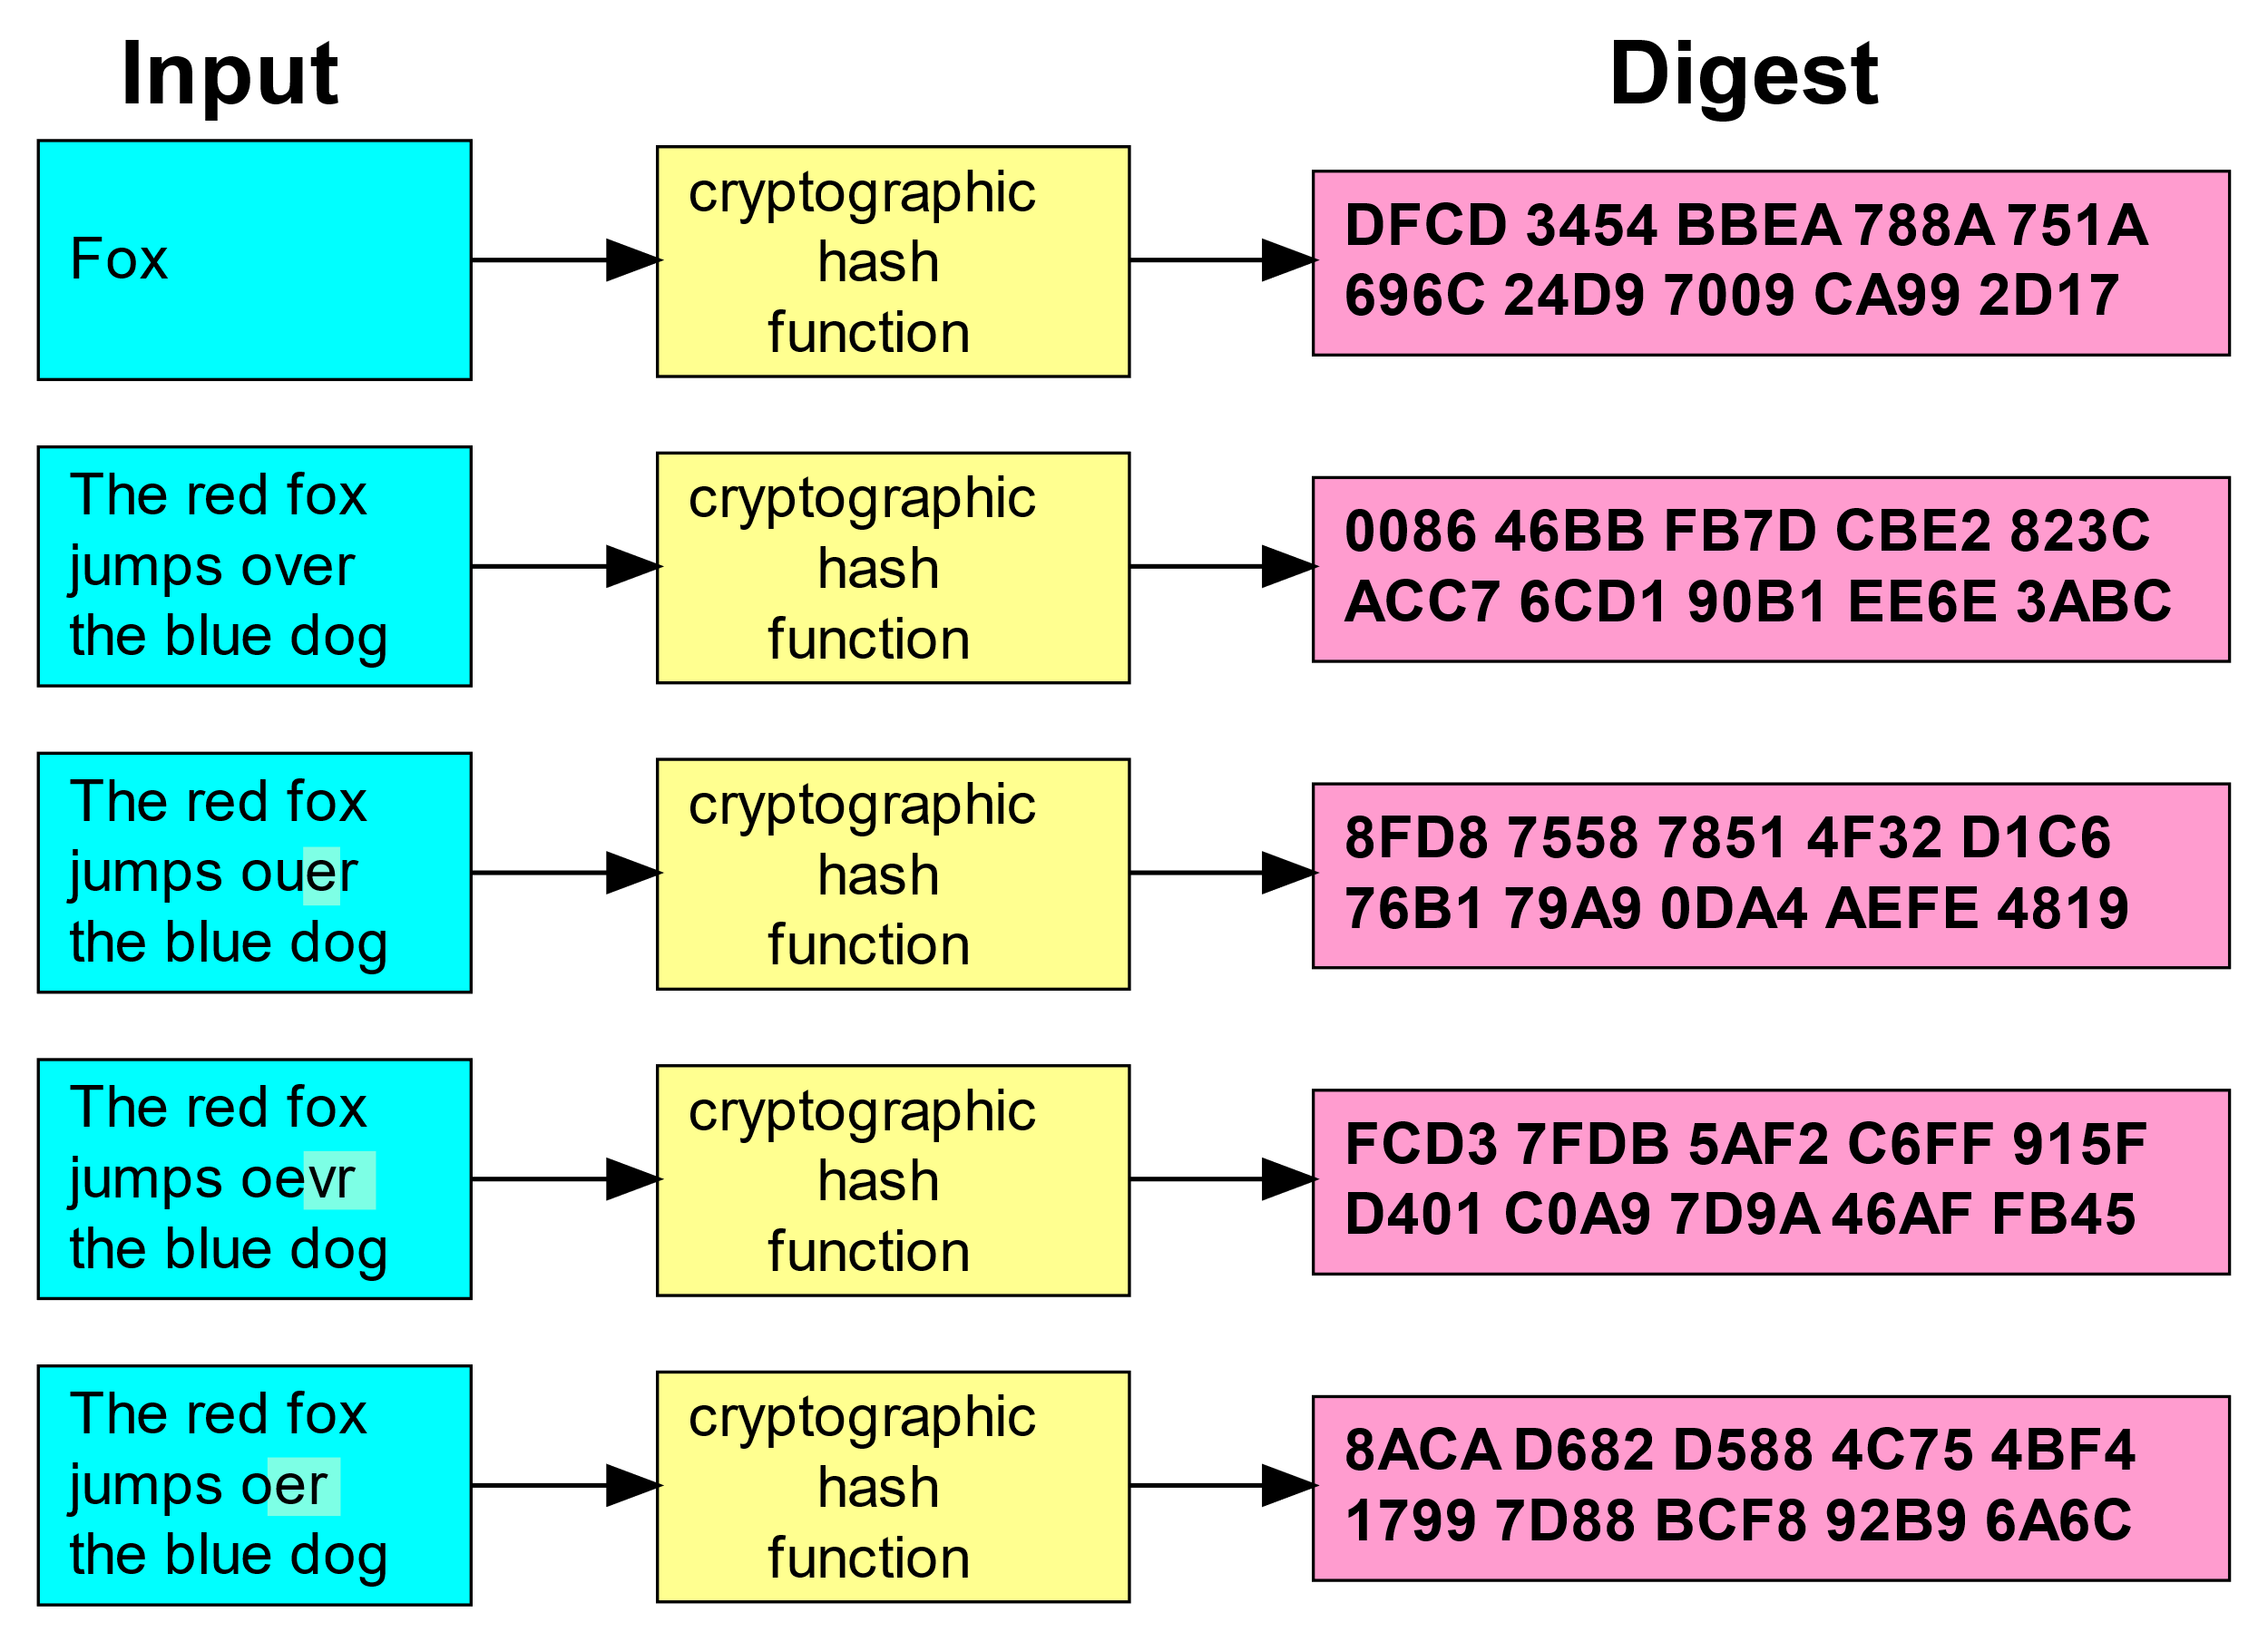 Input
Digest
Fox
cryptographic
hash
function
DFCD 3454 BBEA 788A 751A
696C 24D9 7009 CA99 2D17
The red fox
jumps over
the blue dog
cryptographic
hash
function
0086 46BB FB7D CBE2 823C
ACC7 6CD1 90B1 EE6E 3ABC
The red fox
jumps ouer
the blue dog
cryptographic
hash
function
8FD8 7558 7851 4F32 D1C6
76B1 79A9 0DA4 AEFE 4819
The red fox
jumps oevr
the blue dog
cryptographic
hash
function
FCD3 7FDB 5AF2 C6FF 915F
D401 C0A9 7D9A 46AF FB45
The red fox
jumps oer
the blue dog
cryptographic
hash
function
8ACA D682 D588 4C75 4BF4
1799 7D88 BCF8 92B9 6A6C